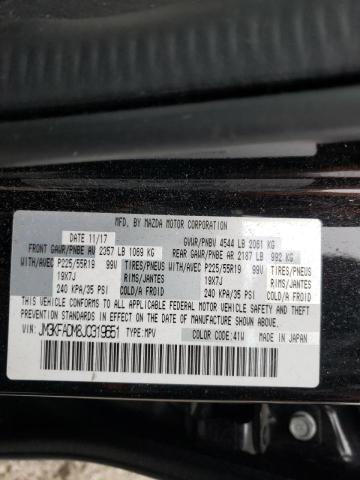 MFD. BY MAZDA MOTOR CORPORATION
DATE 11/17 GVWR/PNBV 4544 LB 2061 KG
FRONT GAWR/PNBE AV 2357 LB 1069 KG REAR GAWR/PNBE AR 2187 LB 992 KG
WITH/AVEC P225/55R19 99V TIRES/PNEUS WITH/AVEC P225/55R19 99V TIRES/PNEUS
19X7J RIMS/JANTES 19X7J RIMS/JANTES
240 KPA/35 PSI COLD/A FROID 240 KPA/35 PSI COLD/A FROID
THIS VEHICLE CONFORMS TO ALL APPLICABLE FEDERAL MOTOR VEHICLE SAFETY AND THEFT
PREVENTION STANDARDS IN EFFECT ON THE DATE OF MANUFACTURE SHOWN ABOVE.
VIN: JM3KFADM8J0319651 TYPE: MPV COLOR CODE: 41W MADE IN JAPAN